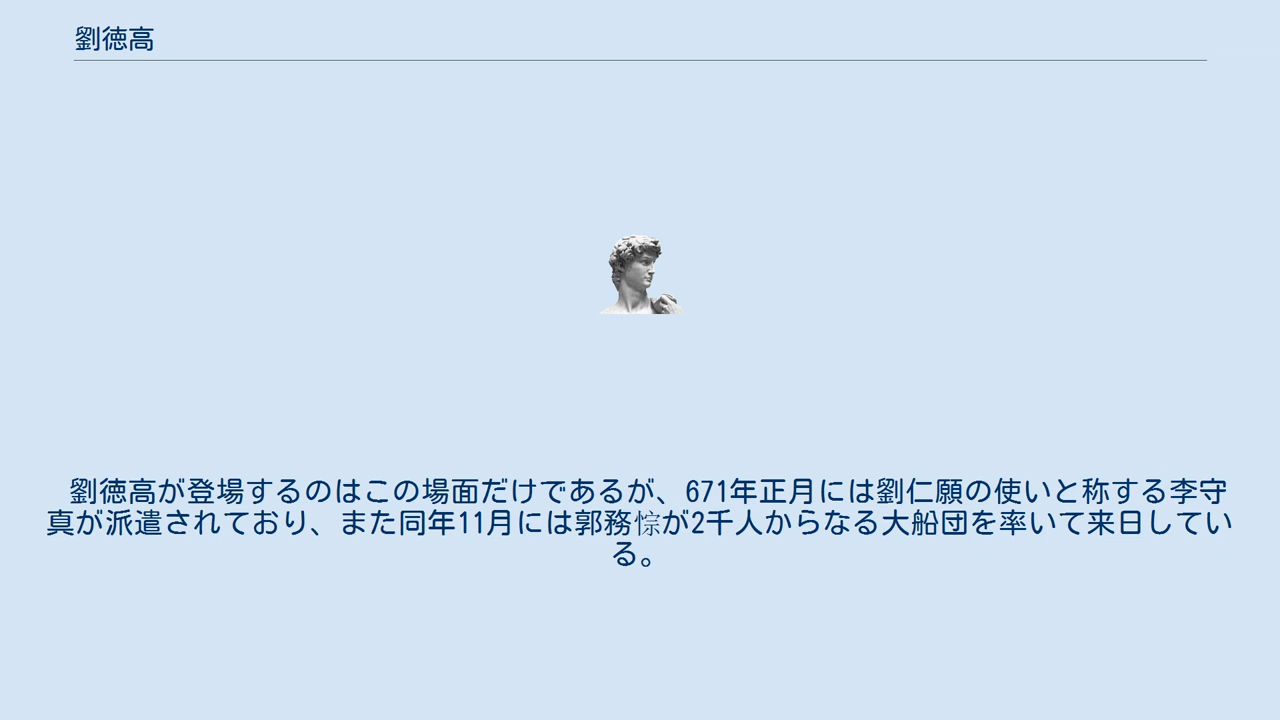 劉徳高
劉徳高が登場するのはこの場面だけであるが、671年正月には劉仁願の使いと称する李守
真が派遣されており、また同年11月には郭務悰が2千人からなる大船団を率いて来日してい
る。